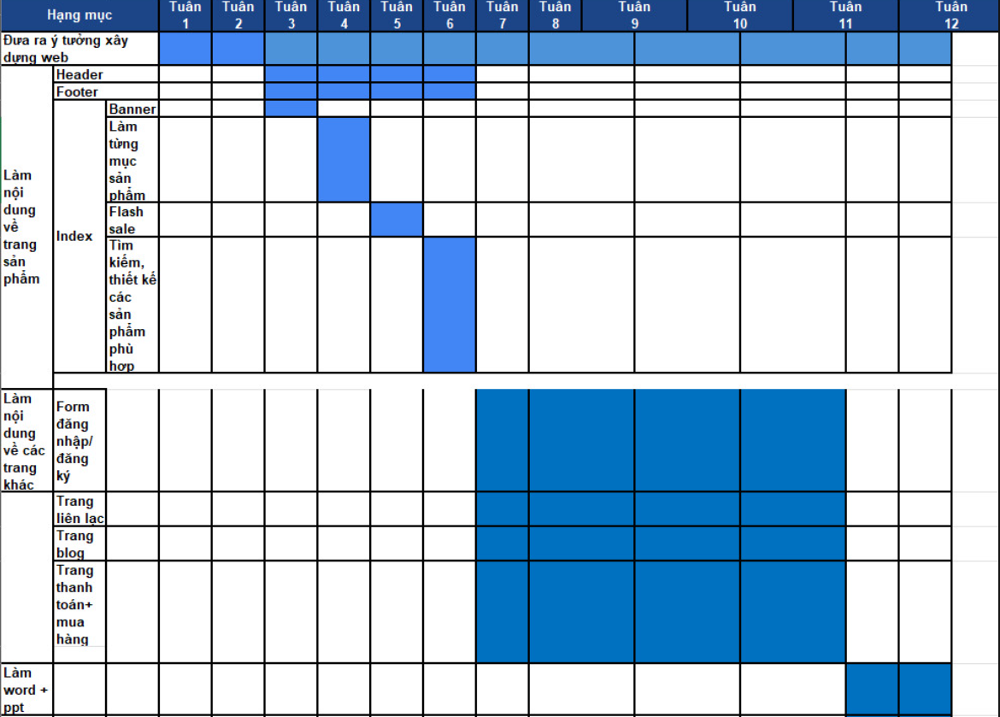 Hạng mục
Tuần
1
Tuần
2
Tuần
3
Tuần
4
Tuần
5
Tuần
6
Tuần
7
Tuần
8
Tuần
9
Tuần
10
Tuần
11
Tuần
12
Đưa ra ý tưởng xây
dựng web
Làm
nội
dung
về
trang
sản
phẩm
Header
Footer
Index
Banner
Làm
từng
mục
sản
phẩm
Flash
sale
Tìm
kiếm,
thiết kế
các
sản
phẩm
phù
hợp
Làm
nội
dung
về các
trang
khác
Form
đăng
nhập/
đăng
ký
Trang
liên lạc
Trang
blog
Trang
thanh
toán+
mua
hàng
Làm
word +
ppt